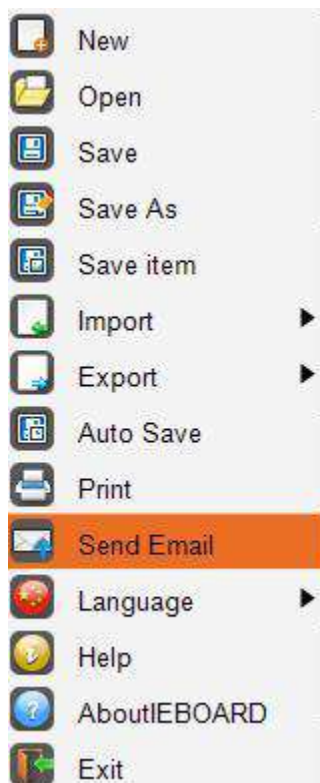 New
Open
Save
Save As
Save item
Import
Export
Auto Save
Print
Send Email
Language
Help
AboutIEBOARD
Exit